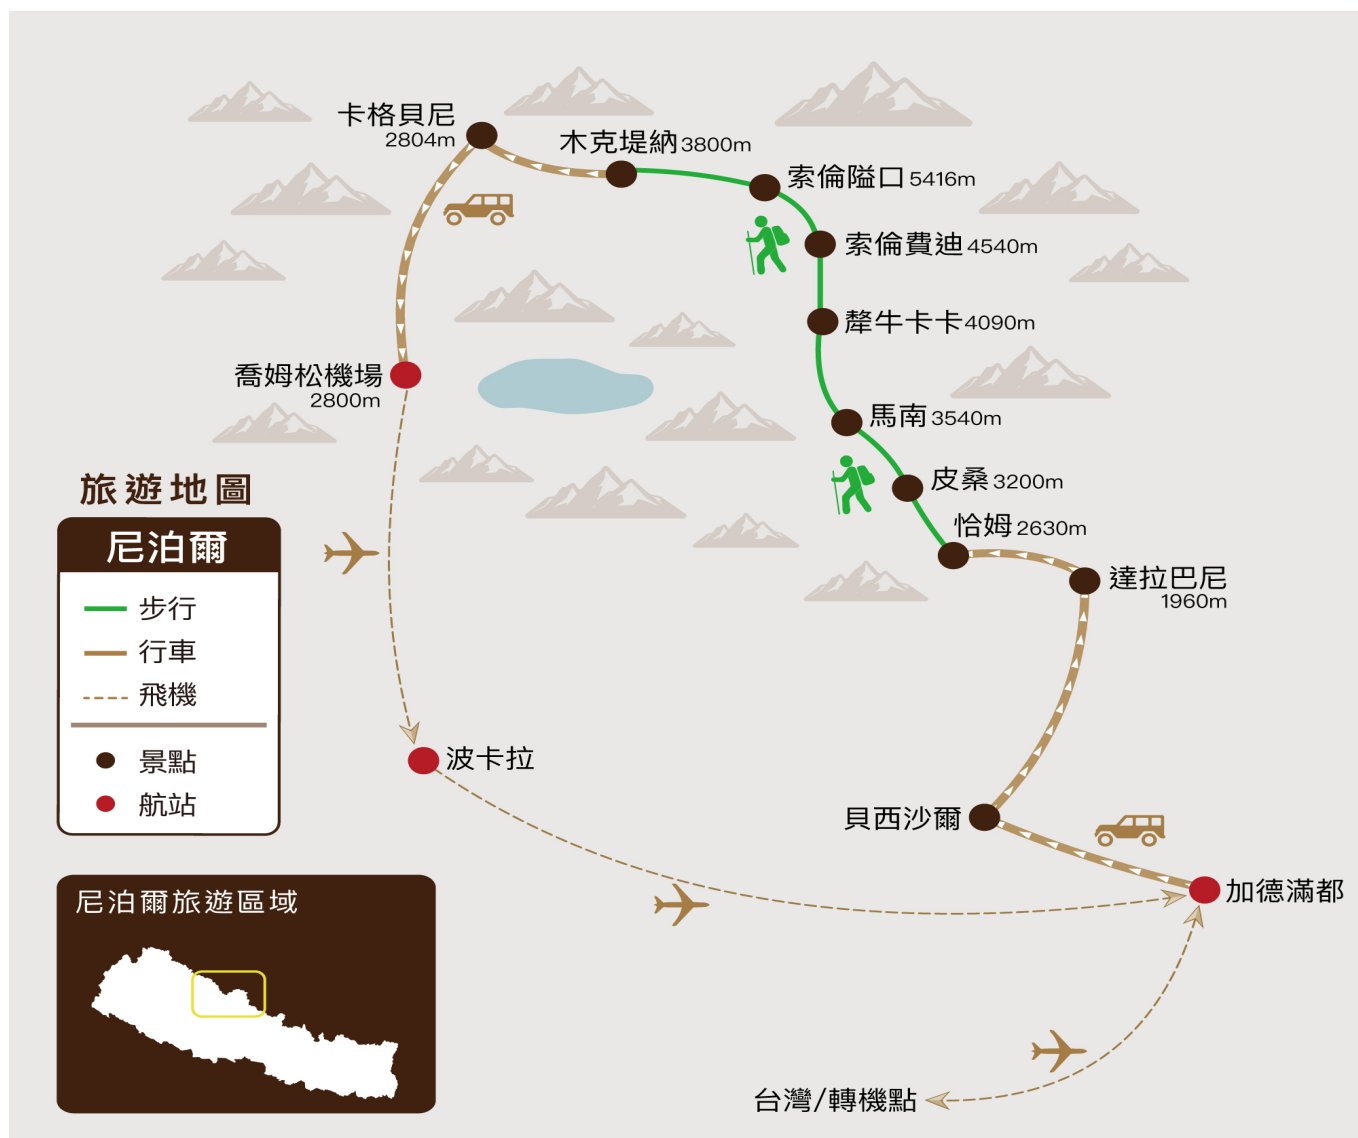 卡格貝尼
2804m
木克堤納 3800m
索倫隘口 5416m
索倫費迪 4540m
犛牛卡卡 4090m
喬姆松機場
2800m
馬南 3540m
皮桑 3200m
恰姆 2630m
達拉巴尼
1960m
旅遊地圖
尼泊爾
步行
行車
飛機
景點
航站
波卡拉
貝西沙爾
加德滿都
尼泊爾旅遊區域
台灣/轉機點